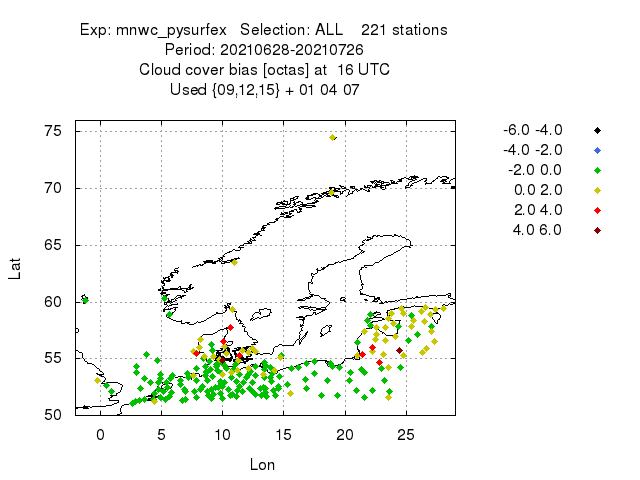 Exp: mnwc_pysurfex   Selection: ALL    221 stations
Period: 20210628-20210726
Cloud cover bias [octas] at  16 UTC
Used {09,12,15} + 01 04 07
-6.0 -4.0
-4.0 -2.0
-2.0 0.0
0.0 2.0
2.0 4.0
4.0 6.0
75
70
65
60
55
50
Lat
0 5 10 15 20 25
Lon